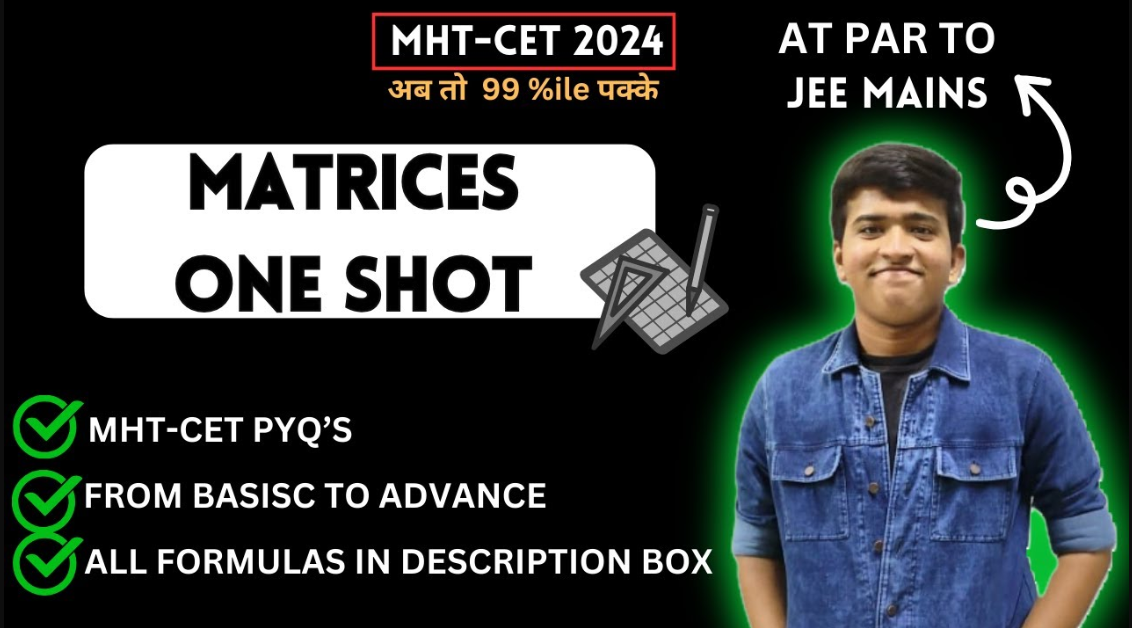 MHT-CET 2024
अब तो 99 %ile पक्के
AT PAR TO
JEE MAINS
MATRICES
ONE SHOT
MHT-CET PYQ’S
FROM BASISC TO ADVANCE
ALL FORMULAS IN DESCRIPTION BOX